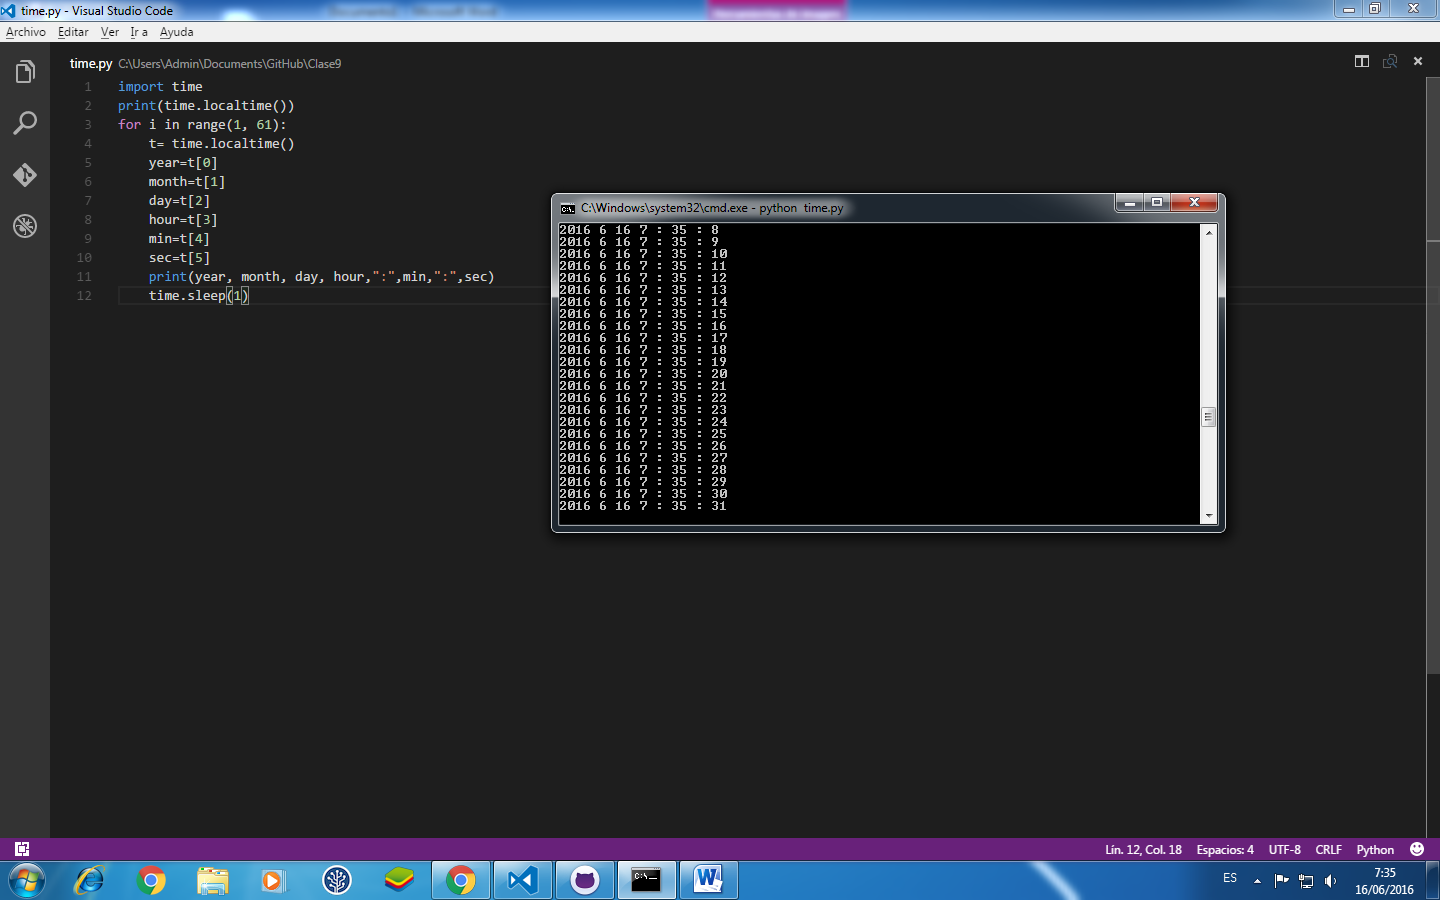 time.py - Visual Studio Code
Archivo Editar Ver Ir a Ayuda
time.py C:\Users\Admin\Documents\GitHub\Clase9
1 import time
2 print(time.localtime())
3 for i in range(1, 61):
4     t= time.localtime()
5     year=t[0]
6     month=t[1]
7     day=t[2]
8     hour=t[3]
9     min=t[4]
10     sec=t[5]
11     print(year, month, day, hour,":",min,":",sec)
12     time.sleep(1)
C:\Windows\system32\cmd.exe - python  time.py
2016 6 16 7 : 35 : 8
2016 6 16 7 : 35 : 9
2016 6 16 7 : 35 : 10
2016 6 16 7 : 35 : 11
2016 6 16 7 : 35 : 12
2016 6 16 7 : 35 : 13
2016 6 16 7 : 35 : 14
2016 6 16 7 : 35 : 15
2016 6 16 7 : 35 : 16
2016 6 16 7 : 35 : 17
2016 6 16 7 : 35 : 18
2016 6 16 7 : 35 : 19
2016 6 16 7 : 35 : 20
2016 6 16 7 : 35 : 21
2016 6 16 7 : 35 : 22
2016 6 16 7 : 35 : 23
2016 6 16 7 : 35 : 24
2016 6 16 7 : 35 : 25
2016 6 16 7 : 35 : 26
2016 6 16 7 : 35 : 27
2016 6 16 7 : 35 : 28
2016 6 16 7 : 35 : 29
2016 6 16 7 : 35 : 30
2016 6 16 7 : 35 : 31
Lín. 12, Col. 18 Espacios: 4 UTF-8 CRLF Python
ES
7:35
16/06/2016